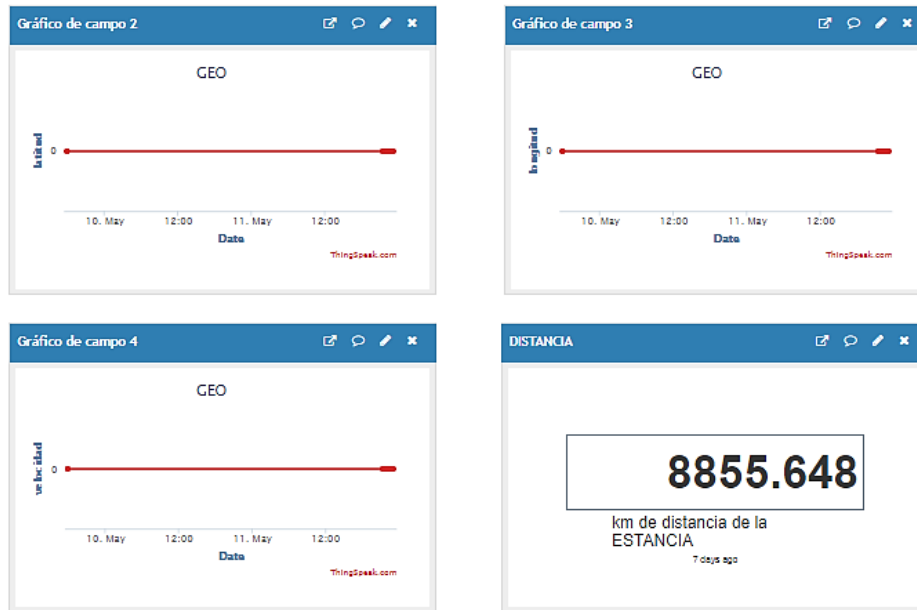 Gráfico de campo 2
GEO
latitud
0
10. May 12:00 11. May 12:00
Date
ThingSpeak.com
Gráfico de campo 3
GEO
longitud
0
10. May 12:00 11. May 12:00
Date
ThingSpeak.com
Gráfico de campo 4
GEO
velocidad
0
10. May 12:00 11. May 12:00
Date
ThingSpeak.com
DISTANCIA
8855.648
km de distancia de la
ESTANCIA
7 days ago